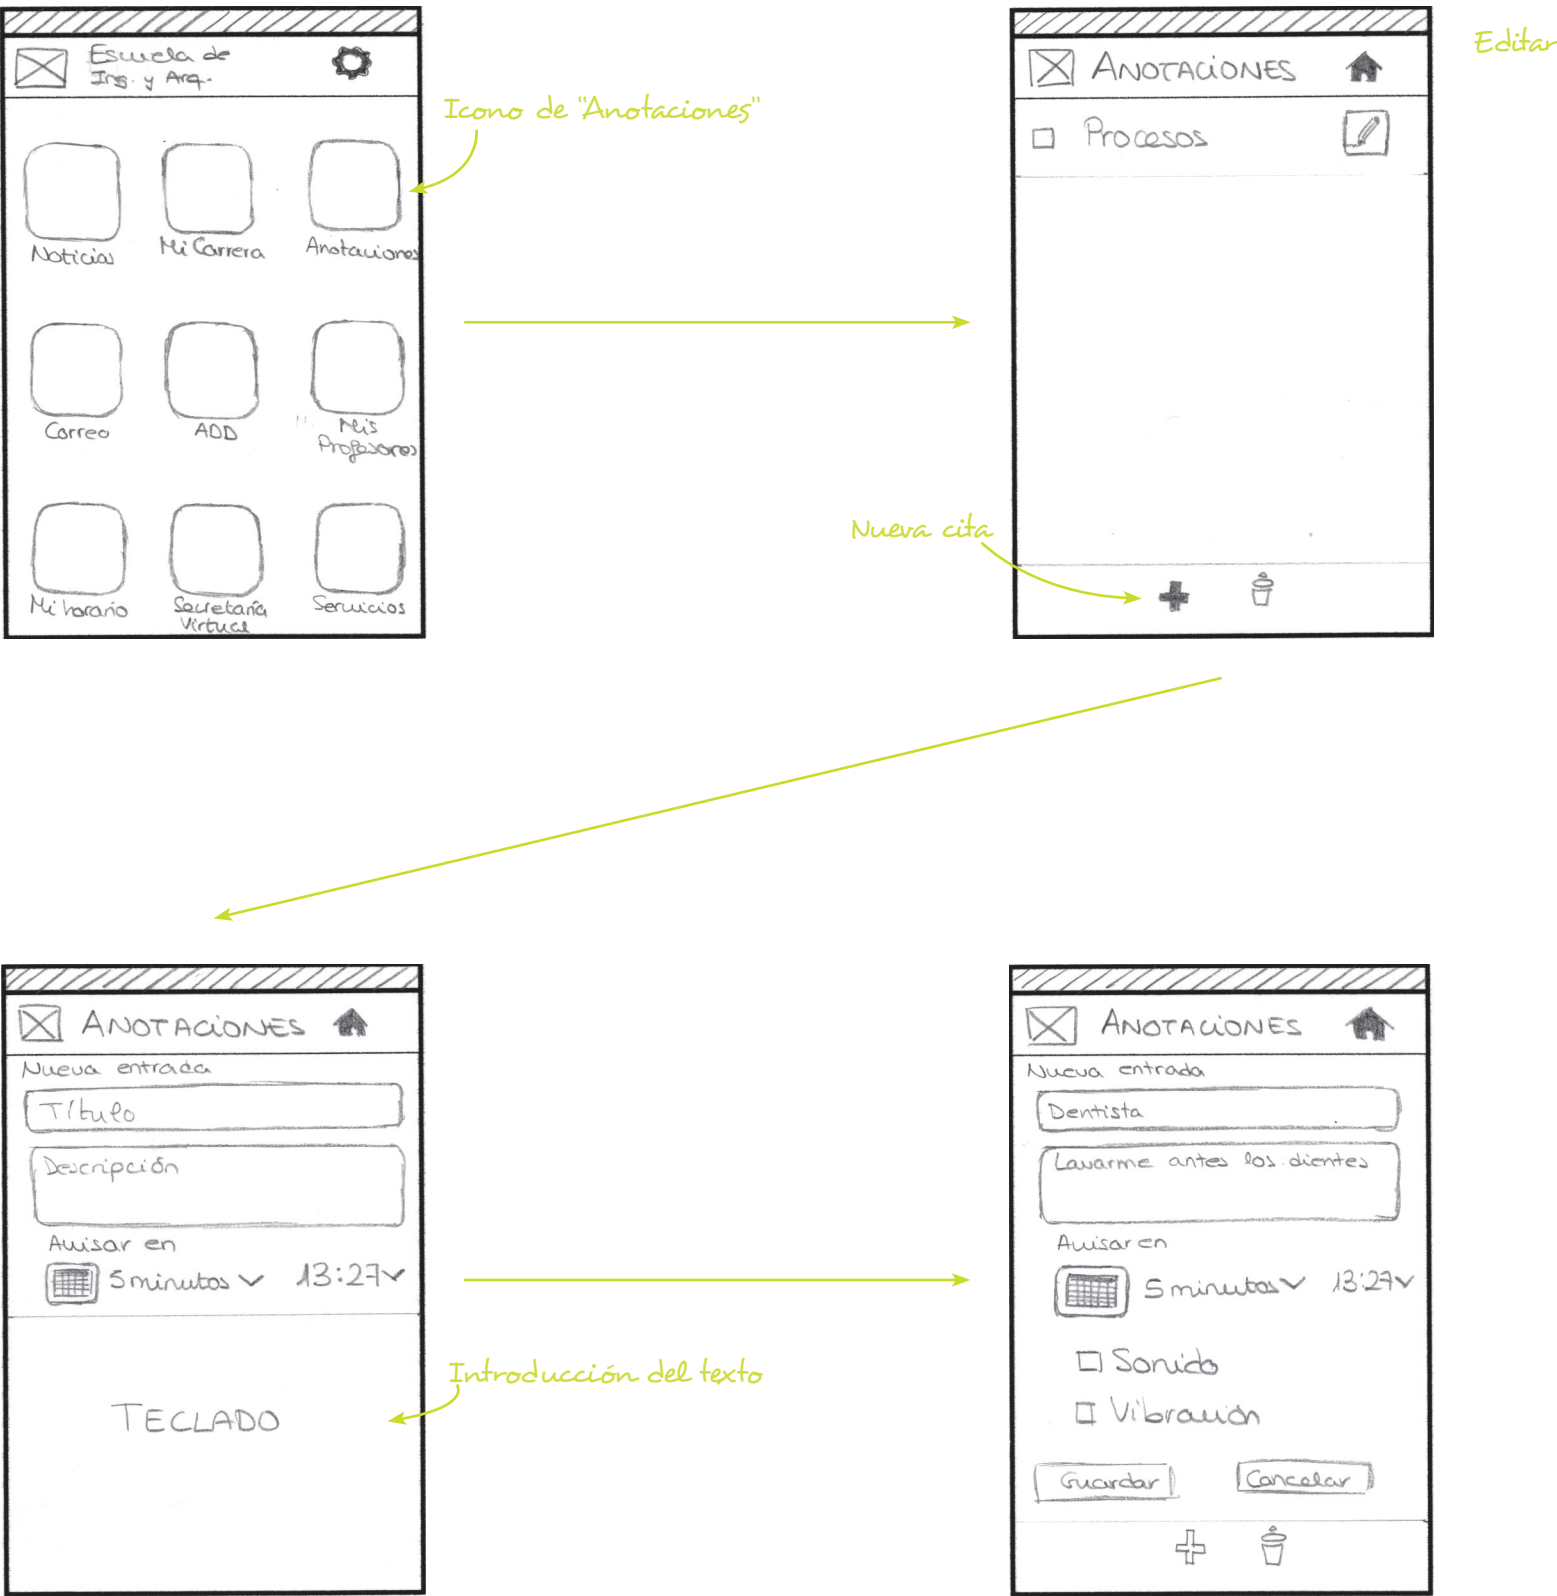 Escuela de
Ing. y Arq.
Icono de "Anotaciones"
Noticias
Mi Carrera
Anotaciones
Correo
ADD
Mis
Profesores
Mi horario
Secretaría
Virtual
Servicios
ANOTACIONES
Editar
Procesos
Nueva cita
ANOTACIONES
Nueva entrada
Título
Descripción
Avisar en
5 minutos
13:27
Introducción del texto
TECLADO
ANOTACIONES
Nueva entrada
Dentista
Lavarme antes los dientes
Avisar en
5 minutos
13:27
Sonido
Vibración
Guardar
Cancelar